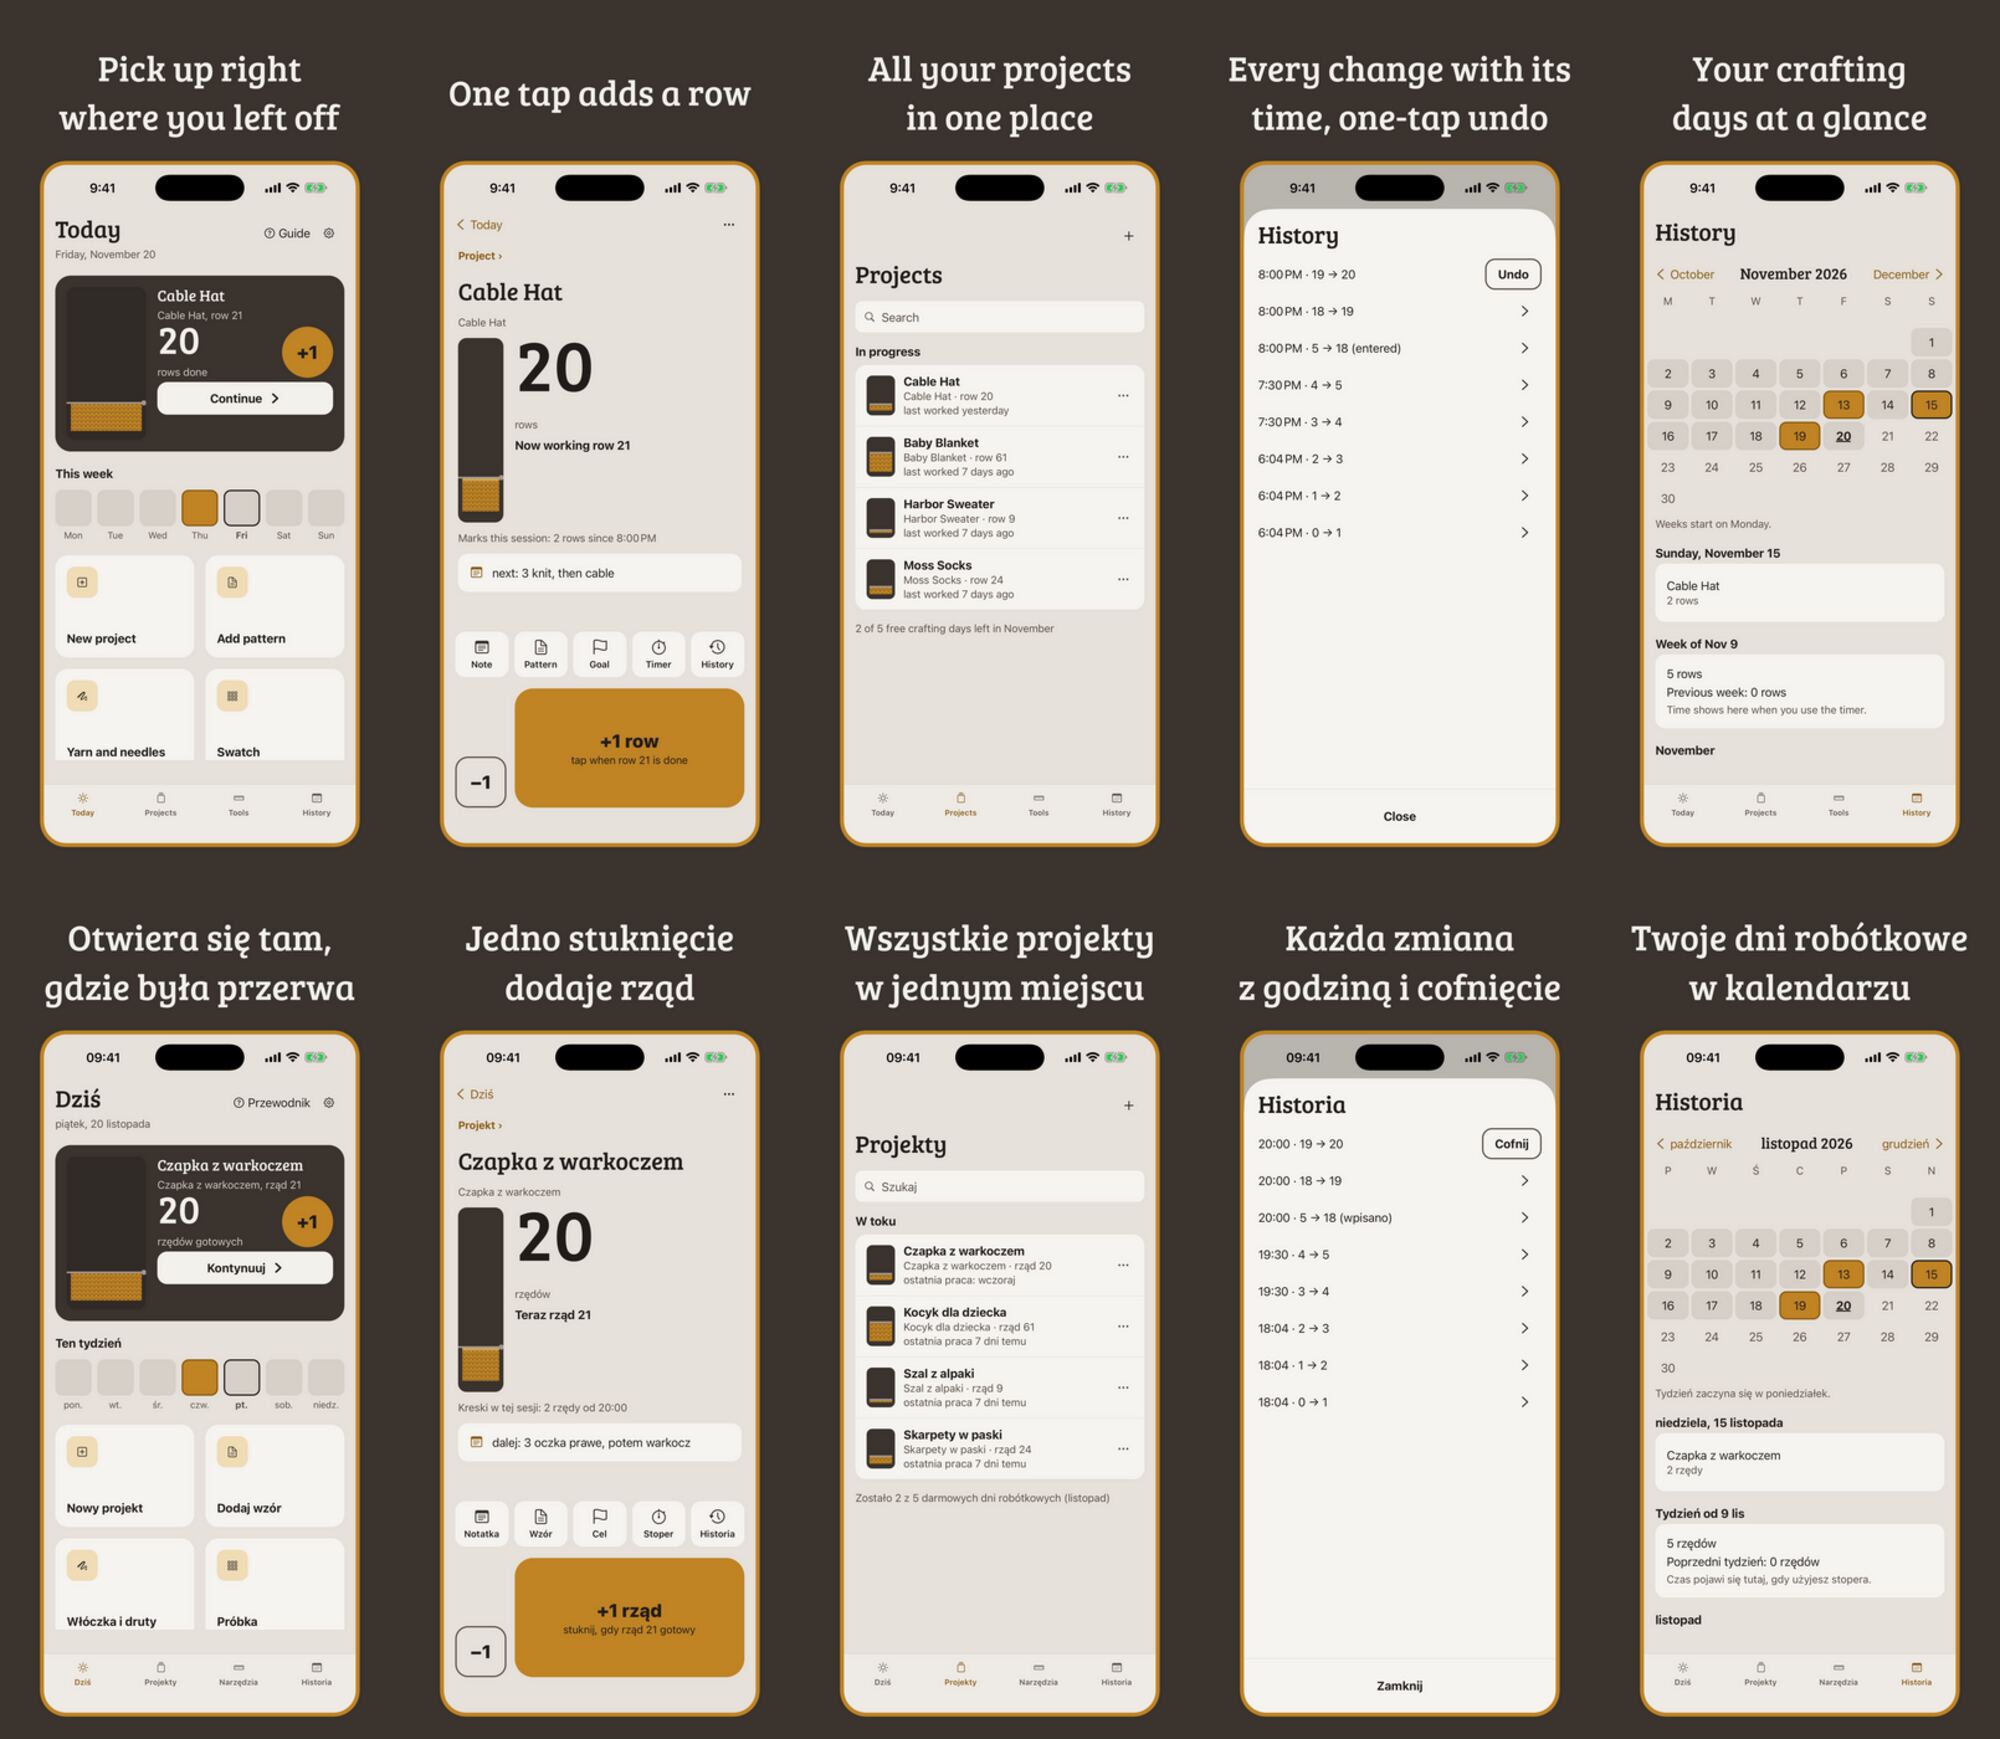 Pick up right
where you left off
9:41
Today
Guide
Friday, November 20
Cable Hat
Cable Hat, row 21
20
+1
rows done
Continue
This week
Mon Tue Wed Thu Fri Sat Sun
New project
Add pattern
Yarn and needles
Swatch
Today Projects Tools History
One tap adds a row
9:41
Today
Project ›
Cable Hat
Cable Hat
20
rows
Now working row 21
Marks this session: 2 rows since 8:00 PM
next: 3 knit, then cable
Note Pattern Goal Timer History
+1 row
tap when row 21 is done
−1
All your projects
in one place
9:41
+
Projects
Search
In progress
Cable Hat
Cable Hat · row 20
last worked yesterday
Baby Blanket
Baby Blanket · row 61
last worked 7 days ago
Harbor Sweater
Harbor Sweater · row 9
last worked 7 days ago
Moss Socks
Moss Socks · row 24
last worked 7 days ago
2 of 5 free crafting days left in November
Today Projects Tools History
Every change with its
time, one-tap undo
9:41
History
8:00 PM · 19 → 20
Undo
8:00 PM · 18 → 19
8:00 PM · 5 → 18 (entered)
7:30 PM · 4 → 5
7:30 PM · 3 → 4
6:04 PM · 2 → 3
6:04 PM · 1 → 2
6:04 PM · 0 → 1
Close
Your crafting
days at a glance
9:41
History
October November 2026 December
M T W T F S S
1
2 3 4 5 6 7 8
9 10 11 12 13 14 15
16 17 18 19 20 21 22
23 24 25 26 27 28 29
30
Weeks start on Monday.
Sunday, November 15
Cable Hat
2 rows
Week of Nov 9
5 rows
Previous week: 0 rows
Time shows here when you use the timer.
November
Today Projects Tools History
Otwiera się tam,
gdzie była przerwa
09:41
Dziś
Przewodnik
piątek, 20 listopada
Czapka z warkoczem
Czapka z warkoczem, rząd 21
20
+1
rzędów gotowych
Kontynuuj
Ten tydzień
pon. wt. śr. czw. pt. sob. niedz.
Nowy projekt
Dodaj wzór
Włóczka i druty
Próbka
Dziś Projekty Narzędzia Historia
Jedno stuknięcie
dodaje rząd
09:41
Dziś
Projekt ›
Czapka z warkoczem
Czapka z warkoczem
20
rzędów
Teraz rząd 21
Kreski w tej sesji: 2 rzędy od 20:00
dalej: 3 oczka prawe, potem warkocz
Notatka Wzór Cel Stoper Historia
+1 rząd
stuknij, gdy rząd 21 gotowy
−1
Wszystkie projekty
w jednym miejscu
09:41
+
Projekty
Szukaj
W toku
Czapka z warkoczem
Czapka z warkoczem · rząd 20
ostatnia praca: wczoraj
Kocyk dla dziecka
Kocyk dla dziecka · rząd 61
ostatnia praca 7 dni temu
Szal z alpaki
Szal z alpaki · rząd 9
ostatnia praca 7 dni temu
Skarpety w paski
Skarpety w paski · rząd 24
ostatnia praca 7 dni temu
Zostało 2 z 5 darmowych dni robótkowych (listopad)
Dziś Projekty Narzędzia Historia
Każda zmiana
z godziną i cofnięcie
09:41
Historia
20:00 · 19 → 20
Cofnij
20:00 · 18 → 19
20:00 · 5 → 18 (wpisano)
19:30 · 4 → 5
19:30 · 3 → 4
18:04 · 2 → 3
18:04 · 1 → 2
18:04 · 0 → 1
Zamknij
Twoje dni robótkowe
w kalendarzu
09:41
Historia
październik listopad 2026 grudzień
P W Ś C P S N
1
2 3 4 5 6 7 8
9 10 11 12 13 14 15
16 17 18 19 20 21 22
23 24 25 26 27 28 29
30
Tydzień zaczyna się w poniedziałek.
niedziela, 15 listopada
Czapka z warkoczem
2 rzędy
Tydzień od 9 lis
5 rzędów
Poprzedni tydzień: 0 rzędów
Czas pojawi się tutaj, gdy użyjesz stopera.
listopad
Dziś Projekty Narzędzia Historia